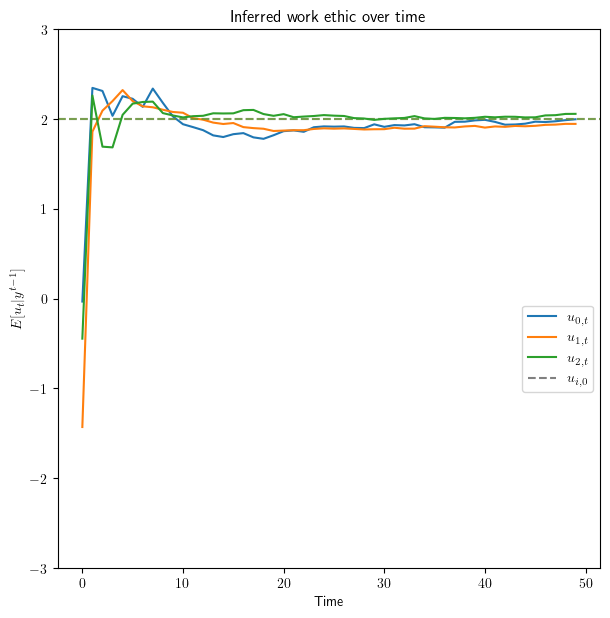 Inferred work ethic over time
3
2
1
0
−1
−2
−3
E[u_t|y^{t−1}]
u_{0,t}
u_{1,t}
u_{2,t}
u_{i,0}
0 10 20 30 40 50
Time